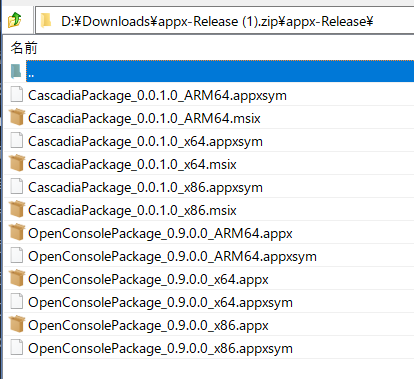 D:¥Downloads¥appx-Release (1).zip¥appx-Release¥
名前
..
CascadiaPackage_0.0.1.0_ARM64.appxsym
CascadiaPackage_0.0.1.0_ARM64.msix
CascadiaPackage_0.0.1.0_x64.appxsym
CascadiaPackage_0.0.1.0_x64.msix
CascadiaPackage_0.0.1.0_x86.appxsym
CascadiaPackage_0.0.1.0_x86.msix
OpenConsolePackage_0.9.0.0_ARM64.appx
OpenConsolePackage_0.9.0.0_ARM64.appxsym
OpenConsolePackage_0.9.0.0_x64.appx
OpenConsolePackage_0.9.0.0_x64.appxsym
OpenConsolePackage_0.9.0.0_x86.appx
OpenConsolePackage_0.9.0.0_x86.appxsym